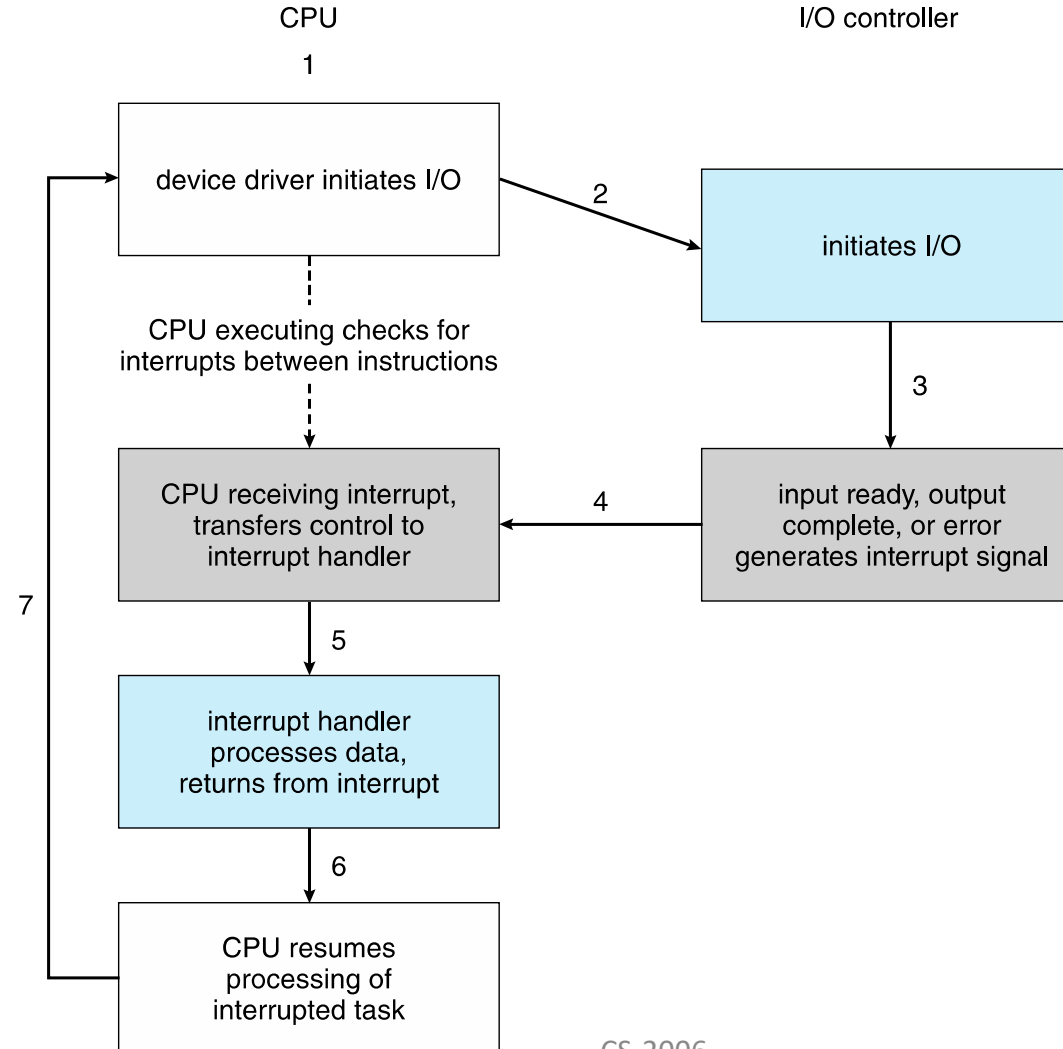 CPU
I/O controller
1
device driver initiates I/O
2
initiates I/O
CPU executing checks for
interrupts between instructions
3
CPU receiving interrupt,
transfers control to
interrupt handler
4
input ready, output
complete, or error
generates interrupt signal
7
5
interrupt handler
processes data,
returns from interrupt
6
CPU resumes
processing of
interrupted task